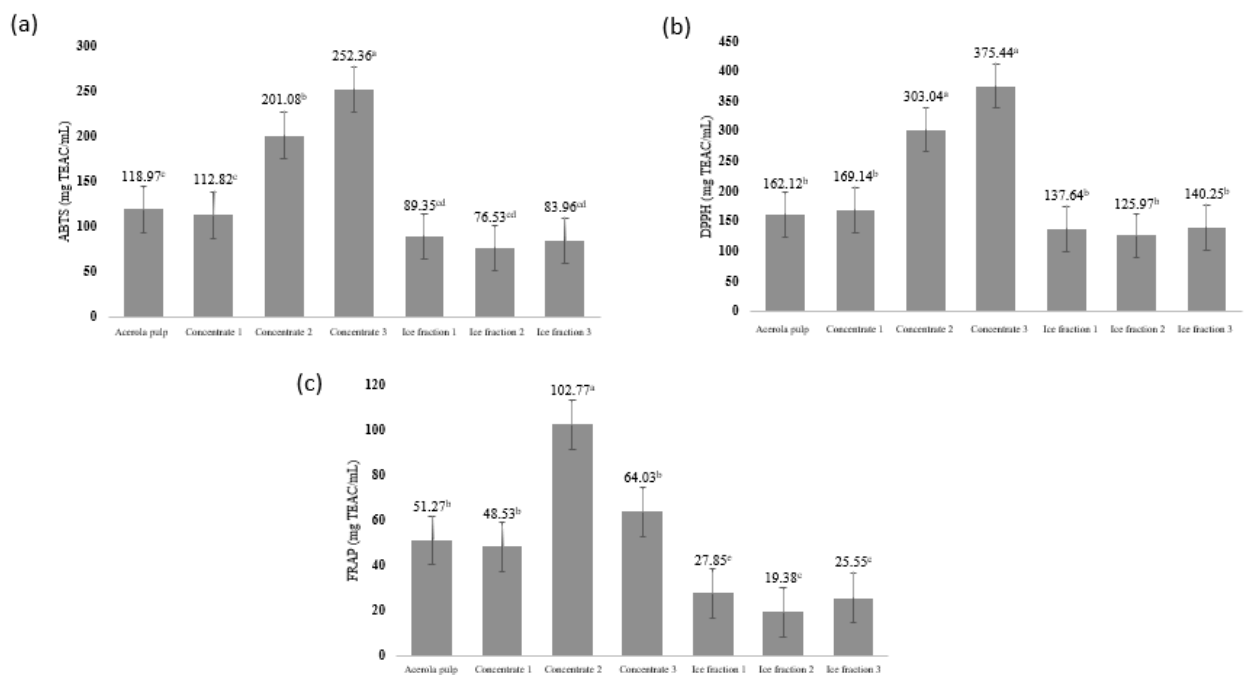 (a)
ABTS (mg TEAC/mL)
300
250
200
150
100
50
0
118.97ᶜ
112.82ᶜ
201.08ᵇ
252.36ᵃ
89.35ᶜᵈ
76.53ᶜᵈ
83.96ᶜᵈ
Acerola pulp
Concentrate 1
Concentrate 2
Concentrate 3
Ice fraction 1
Ice fraction 2
Ice fraction 3
(b)
DPPH (mg TEAC/mL)
450
400
350
300
250
200
150
100
50
0
162.12ᵇ
169.14ᵇ
303.04ᵃ
375.44ᵃ
137.64ᵇ
125.97ᵇ
140.25ᵇ
Acerola pulp
Concentrate 1
Concentrate 2
Concentrate 3
Ice fraction 1
Ice fraction 2
Ice fraction 3
(c)
FRAP (mg TEAC/mL)
120
100
80
60
40
20
0
51.27ᵇ
48.53ᵇ
102.77ᵃ
64.03ᵇ
27.85ᶜ
19.38ᶜ
25.55ᶜ
Acerola pulp
Concentrate 1
Concentrate 2
Concentrate 3
Ice fraction 1
Ice fraction 2
Ice fraction 3